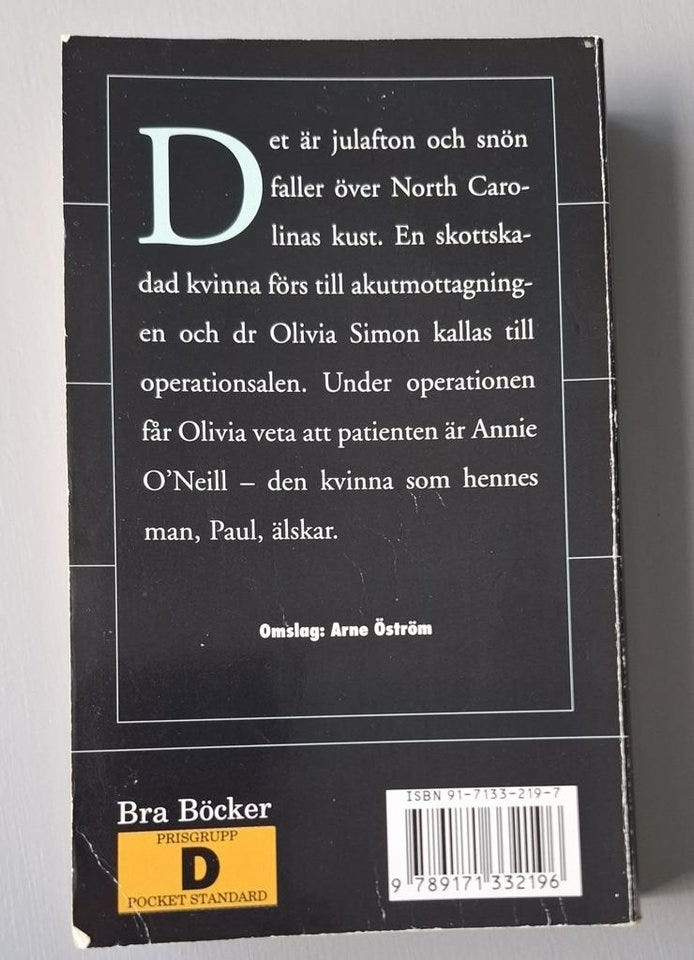 Det är julafton och snön
faller över North Caro-
linas kust. En skottska-
dad kvinna förs till akutmottagning-
en och dr Olivia Simon kallas till
operationsalen. Under operationen
får Olivia veta att patienten är Annie
O'Neill – den kvinna som hennes
man, Paul, älskar.
Omslag: Arne Öström
Bra Böcker
PRISGRUPP
D
POCKET STANDARD
ISBN 91-7133-219-7
9 789171 332196